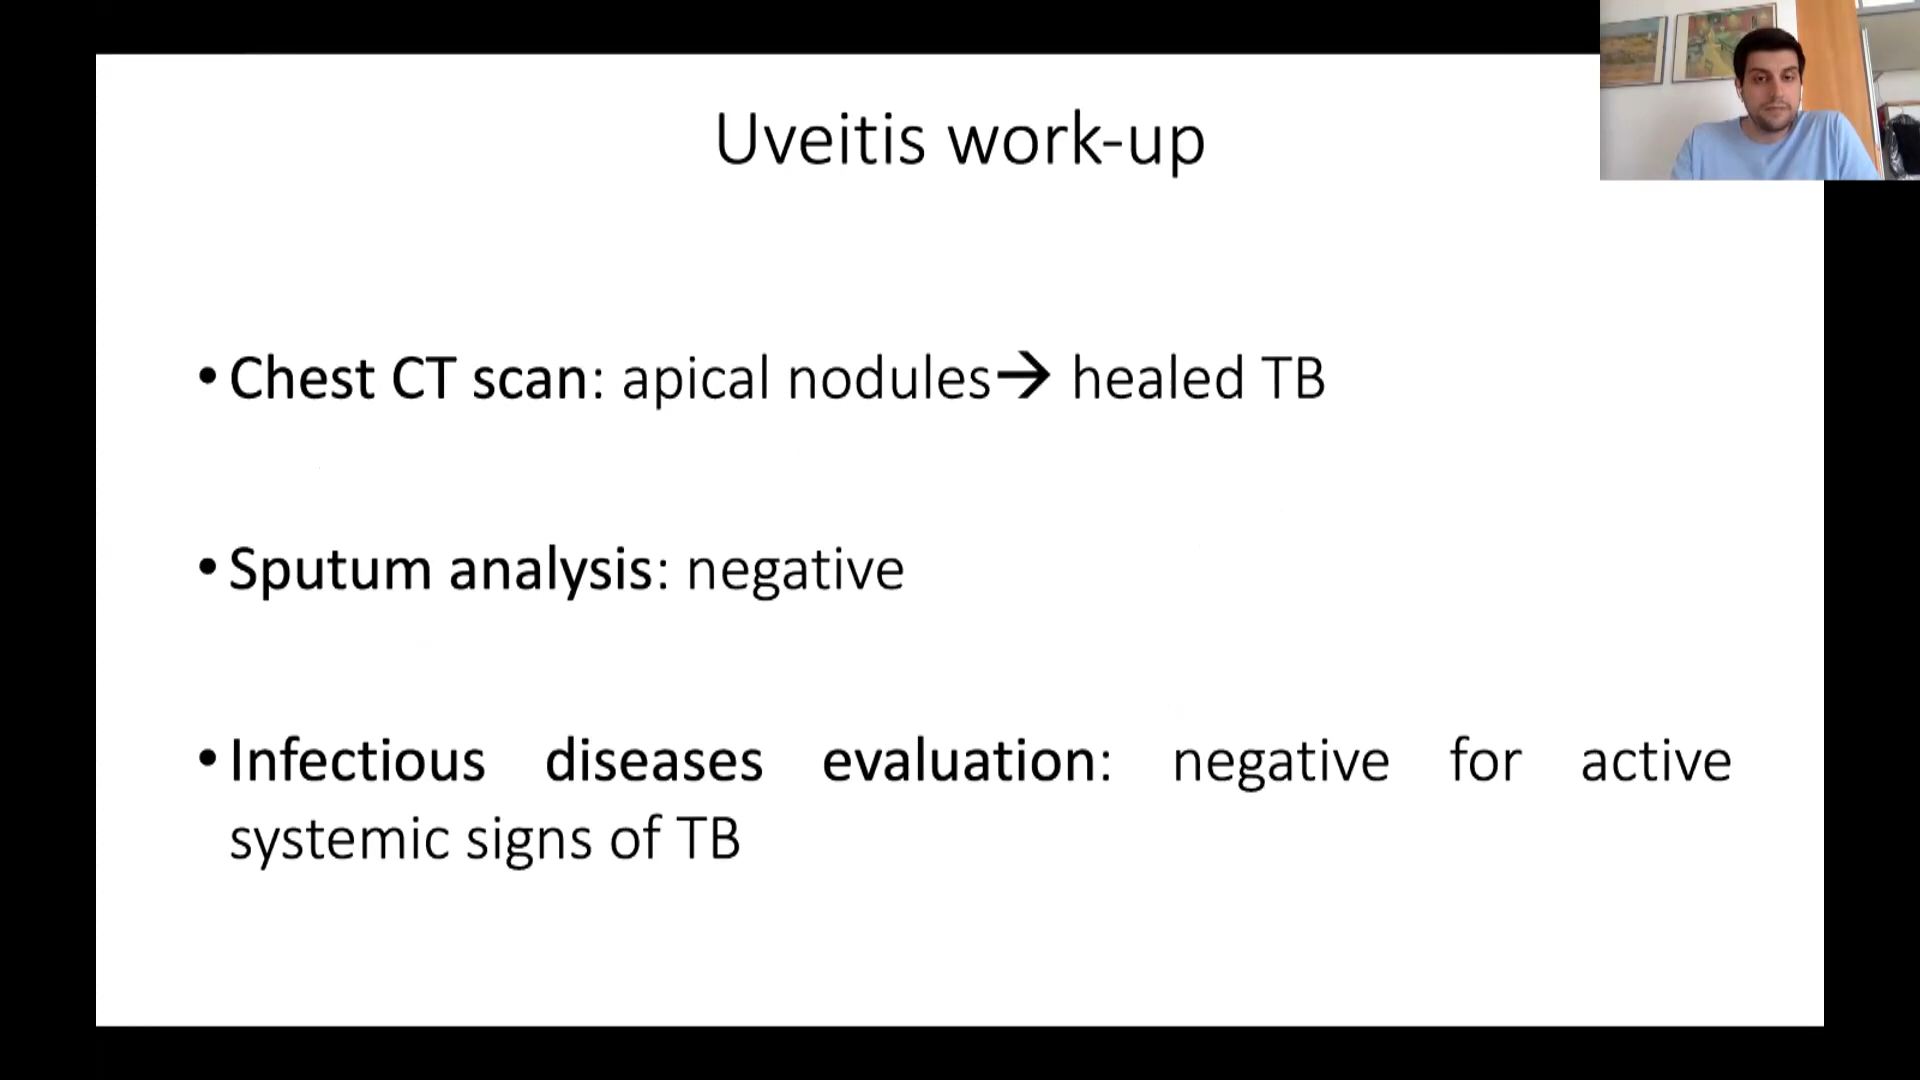 Uveitis work-up
• Chest CT scan: apical nodules→ healed TB
• Sputum analysis: negative
• Infectious diseases evaluation: negative for active
systemic signs of TB